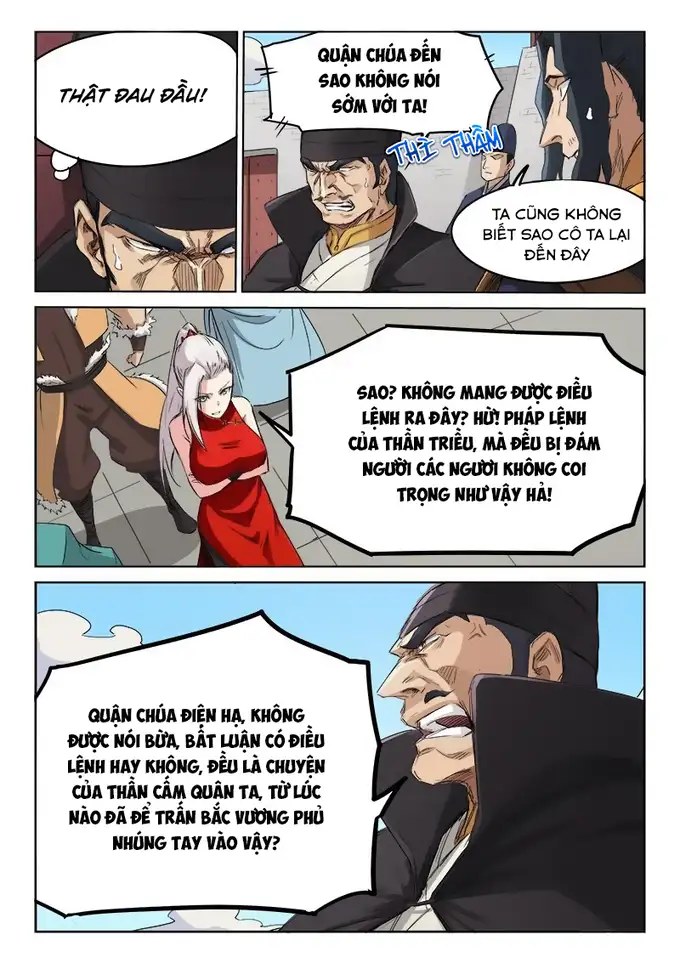 THẬT ĐAU ĐẦU!
QUẬN CHÚA ĐẾN
SAO KHÔNG NÓI
SỚM VỚI TA!
THÌ THẦM
TA CŨNG KHÔNG
BIẾT SAO CÔ TA LẠI
ĐẾN ĐÂY
SAO? KHÔNG MANG ĐƯỢC ĐIỀU
LỆNH RA ĐÂY? HỪ! PHÁP LỆNH
CỦA THẦN TRIỀU, MÀ ĐỀU BỊ ĐÁM
NGƯỜI CÁC NGƯƠI KHÔNG COI
TRỌNG NHƯ VẬY HẢ!
QUẬN CHÚA ĐIỆN HẠ, KHÔNG
ĐƯỢC NÓI BỪA, BẤT LUẬN CÓ ĐIỀU
LỆNH HAY KHÔNG, ĐỀU LÀ CHUYỆN
CỦA THẦN CẤM QUÂN TA, TỪ LÚC
NÀO ĐÃ ĐỂ TRẤN BẮC VƯƠNG PHỦ
NHÚNG TAY VÀO VẬY?